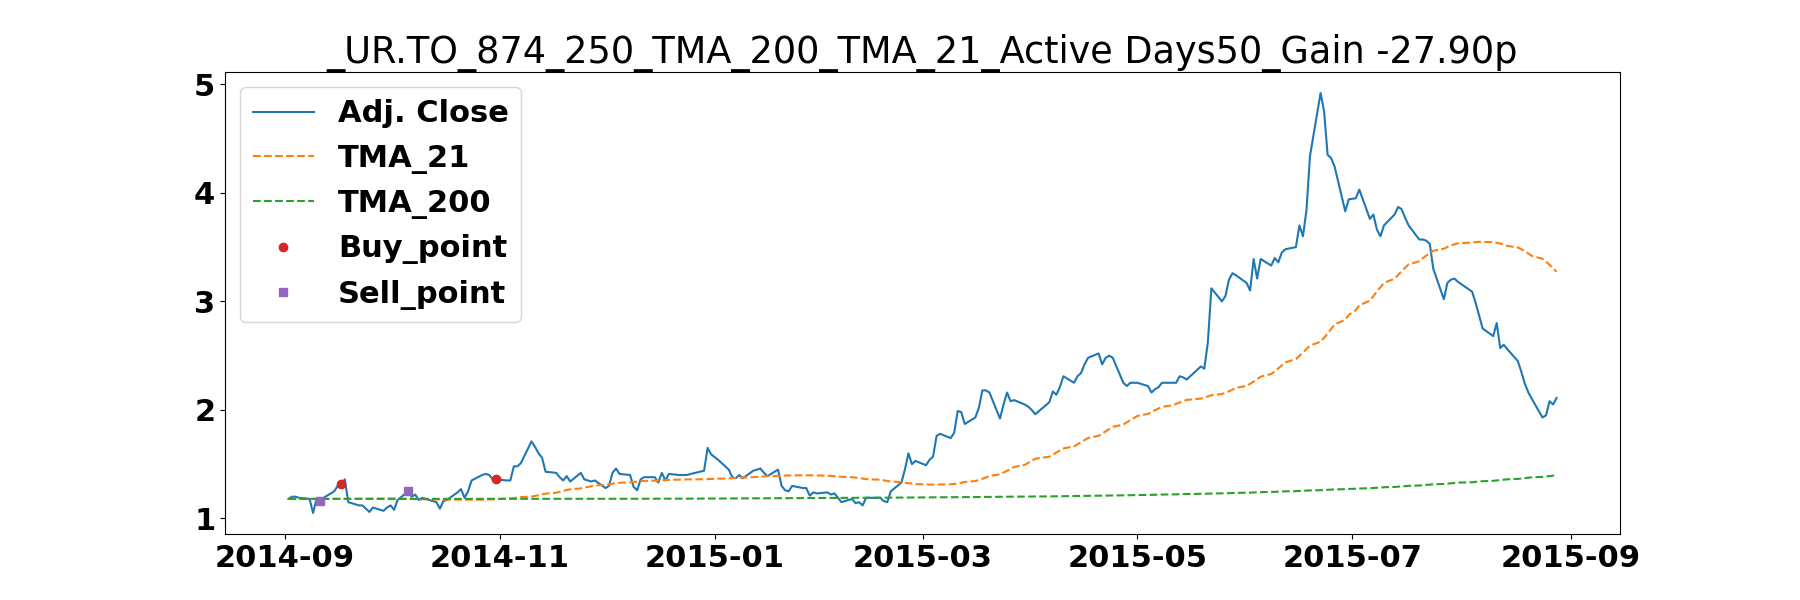 _UR.TO_874_250_TMA_200_TMA_21_Active Days50_Gain -27.90p
5
4
3
2
1
Adj. Close
TMA_21
TMA_200
Buy_point
Sell_point
2014-09 2014-11 2015-01 2015-03 2015-05 2015-07 2015-09